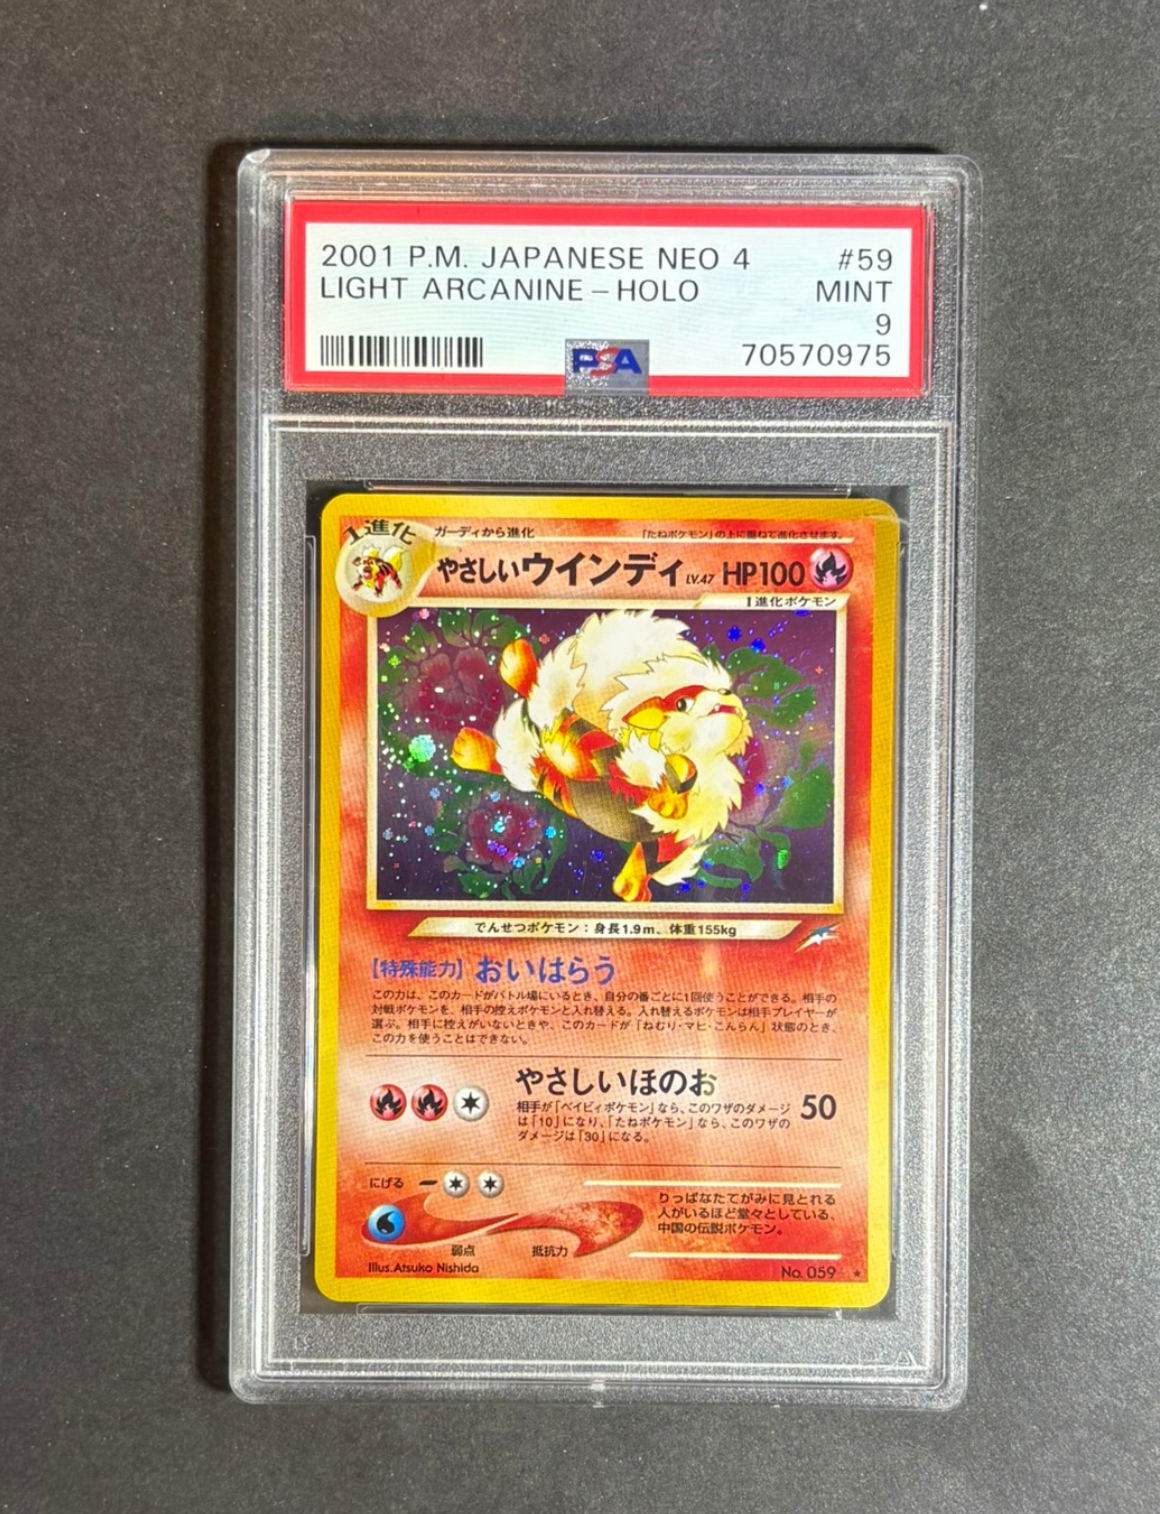 2001 P.M. JAPANESE NEO 4 #59
LIGHT ARCANINE-HOLO MINT
9
PSA 70570975
1進化
ガーディから進化 「たねポケモン」の上に重ねて進化させます。
やさしいウインディ LV.47 HP100
1進化ポケモン
でんせつポケモン：身長1.9m、体重155kg
【特殊能力】おいはらう
この力は、このカードがバトル場にいるとき、自分の番ごとに1回使うことができる。相手の
対戦ポケモンを、相手の控えポケモンと入れ替える。入れ替えるポケモンは相手プレイヤーが
選ぶ。相手に控えがいないときや、このカードが「ねむり・マヒ・こんらん」状態のとき、
この力を使うことはできない。
やさしいほのお 50
相手が「ベイビィポケモン」なら、このワザのダメージ
は「10」になり、「たねポケモン」なら、このワザの
ダメージは「30」になる。
にげる
りっぱなたてがみに見とれる
人がいるほど堂々としている、
中国の伝説ポケモン。
弱点 抵抗力
Illus.Atsuko Nishida
No. 059 ★